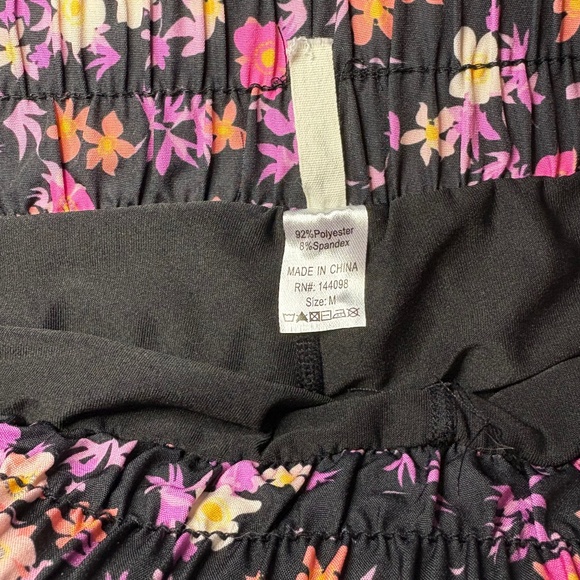 92%Polyester
8%Spandex
MADE IN CHINA
RN#: 144098
Size: M